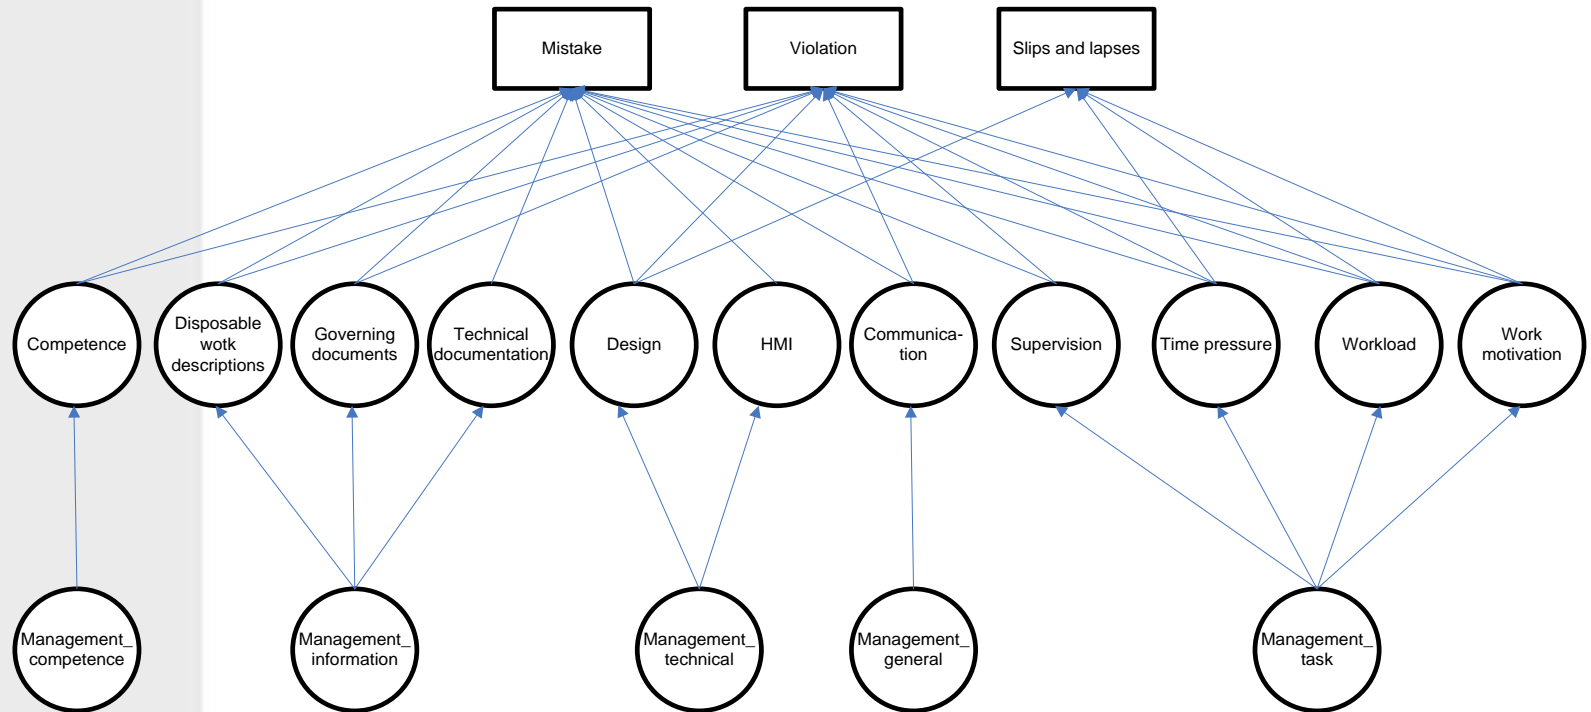 Mistake
Violation
Slips and lapses
Competence
Disposable
wotk
descriptions
Governing
documents
Technical
documentation
Design
HMI
Communica-
tion
Supervision
Time pressure
Workload
Work
motivation
Management_
competence
Management_
information
Management_
technical
Management_
general
Management_
task